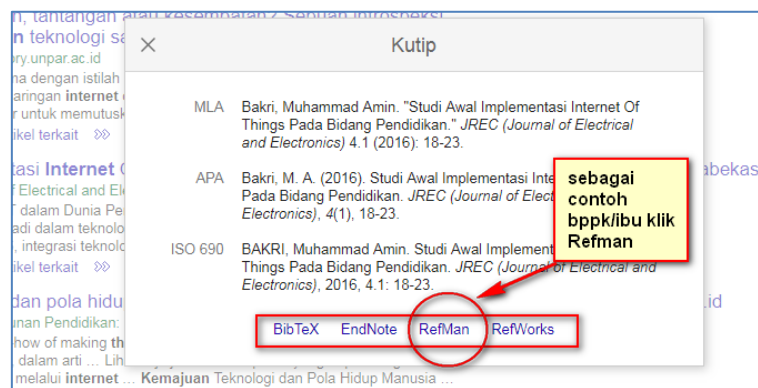 n, tantangan atau kesempatan? Sebuah introspeksi
n teknologi sa
ry.unpar.ac.id
na dengan istilah
aringan internet
r untuk memutusk
ikel terkait
Kutip
MLA Bakri, Muhammad Amin. "Studi Awal Implementasi Internet Of
Things Pada Bidang Pendidikan." JREC (Journal of Electrical
and Electronics) 4.1 (2016): 18-23.
tasi Internet
abekas
f Electrical and El
T dalam Dunia Pe
adi dalam teknolo
, integrasi teknolo
ikel terkait
APA Bakri, M. A. (2016). Studi Awal Implementasi Inte
Pada Bidang Pendidikan. JREC (Journal of Elect
Electronics), 4(1), 18-23.
sebagai
contoh
bppk/ibu klik
Refman
ISO 690 BAKRI, Muhammad Amin. Studi Awal Implement
Things Pada Bidang Pendidikan. JREC (Journal of Electrical and
Electronics), 2016, 4.1: 18-23.
BibTeX EndNote RefMan RefWorks
dan pola hidu
.id
unan Pendidikan:
-how of making th
dalam arti ... Lih
melalui internet ... Kemajuan Teknologi dan Pola Hidup Manusia ...